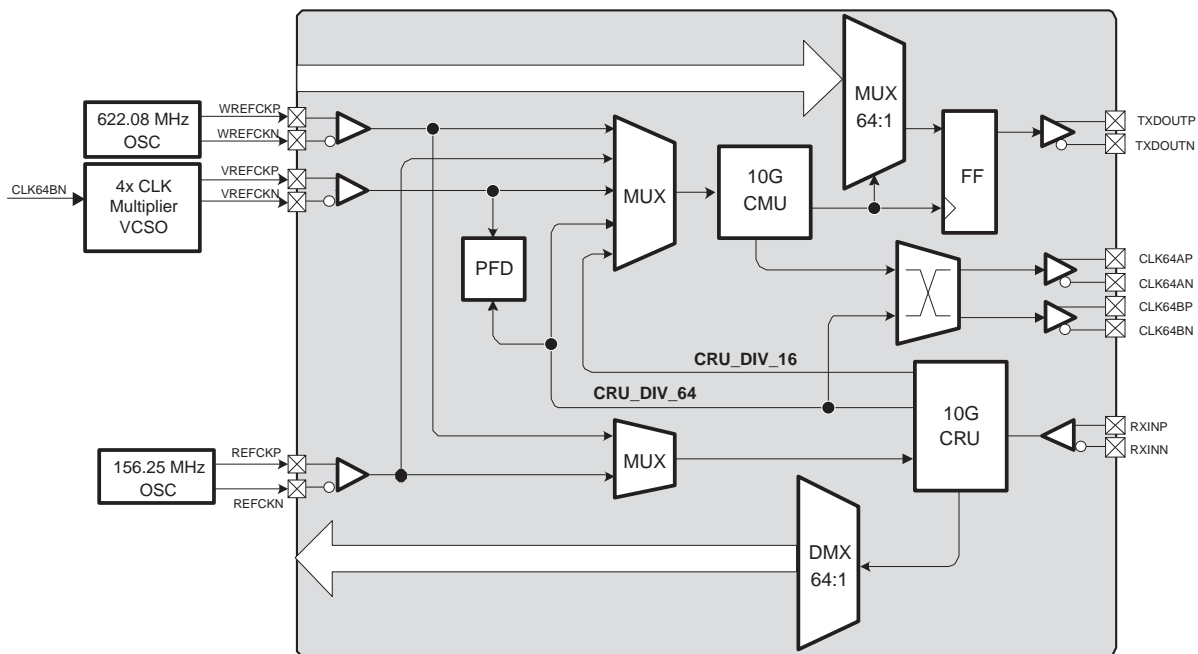 622.08 MHz
OSC
WREFCKP
WREFCKN
CLK64BN
4x CLK
Multiplier
VCSO
VREFCKP
VREFCKN
MUX
64:1
FF
TXDOUTP
TXDOUTN
MUX
10G
CMU
PFD
CLK64AP
CLK64AN
CLK64BP
CLK64BN
CRU_DIV_16
CRU_DIV_64
10G
CRU
RXINP
RXINN
156.25 MHz
OSC
REFCKP
REFCKN
MUX
DMX
64:1